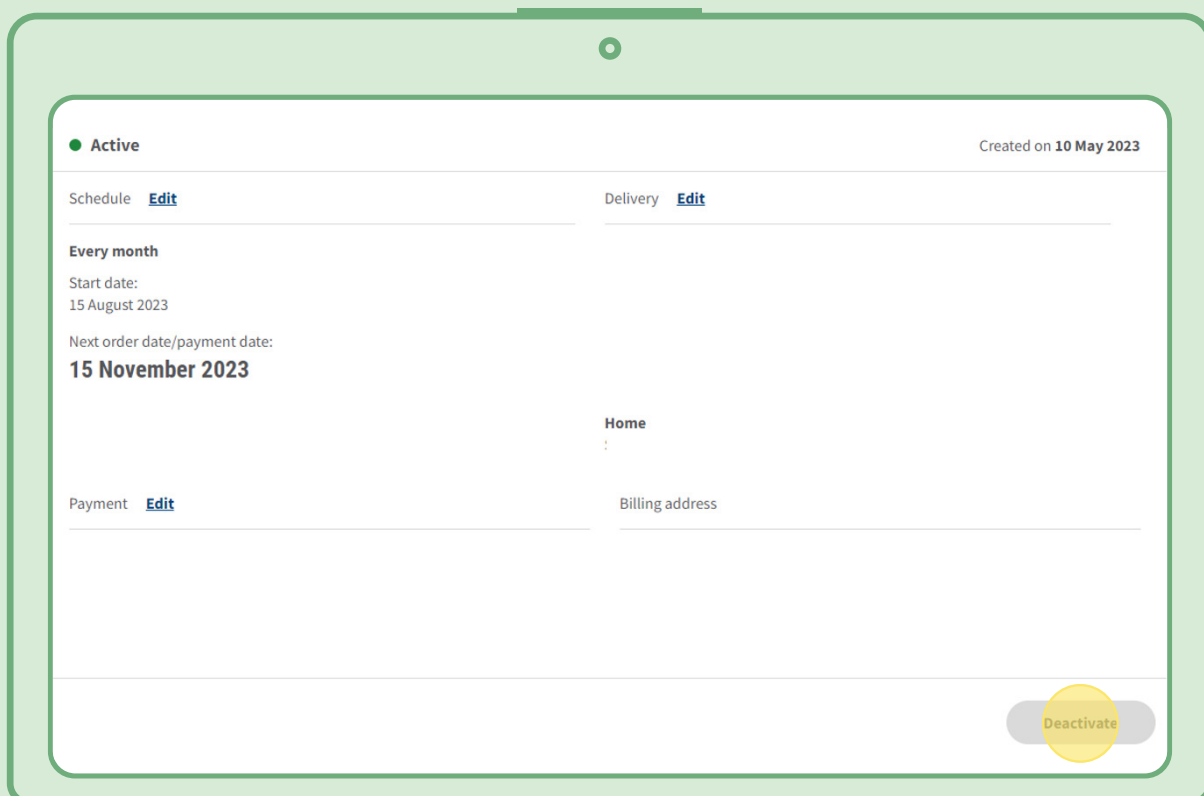 Active
Created on 10 May 2023
Schedule Edit
Delivery Edit
Every month
Start date:
15 August 2023
Next order date/payment date:
15 November 2023
Home
:
Payment Edit
Billing address
Deactivate